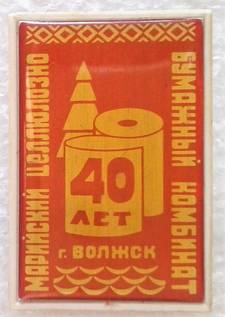 МАРИЙСКИЙ ЦЕЛЛЮЛОЗНО
БУМАЖНЫЙ КОМБИНАТ
40
ЛЕТ
г. ВОЛЖСК